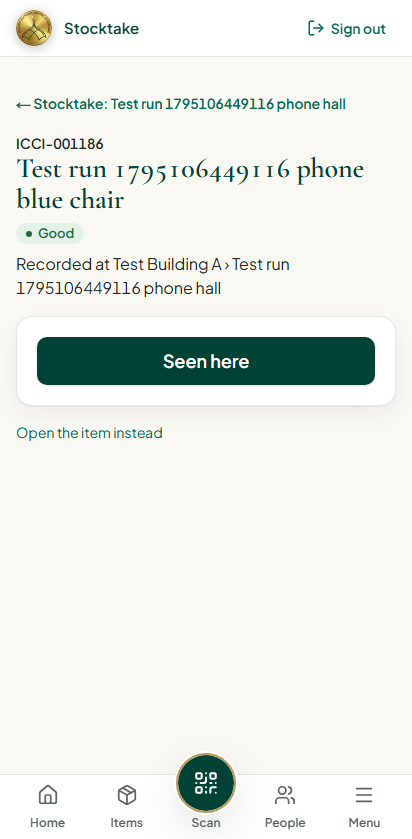 Stocktake
Sign out
← Stocktake: Test run 1795106449116 phone hall
ICCI-001186
Test run 1795106449116 phone
blue chair
Good
Recorded at Test Building A › Test run
1795106449116 phone hall
Seen here
Open the item instead
Home
Items
Scan
People
Menu